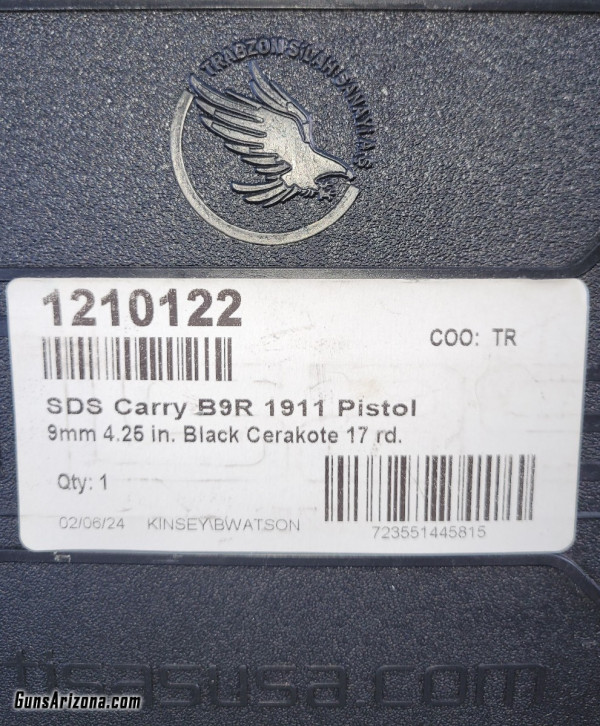 TRABZON SİLAH SANAYİ A.Ş
1210122
COO: TR
SDS Carry B9R 1911 Pistol
9mm 4.25 in. Black Cerakote 17 rd.
Qty: 1
02/06/24 KINSEY\BWATSON
723551445815
tisasusa.com
GunsArizona.com